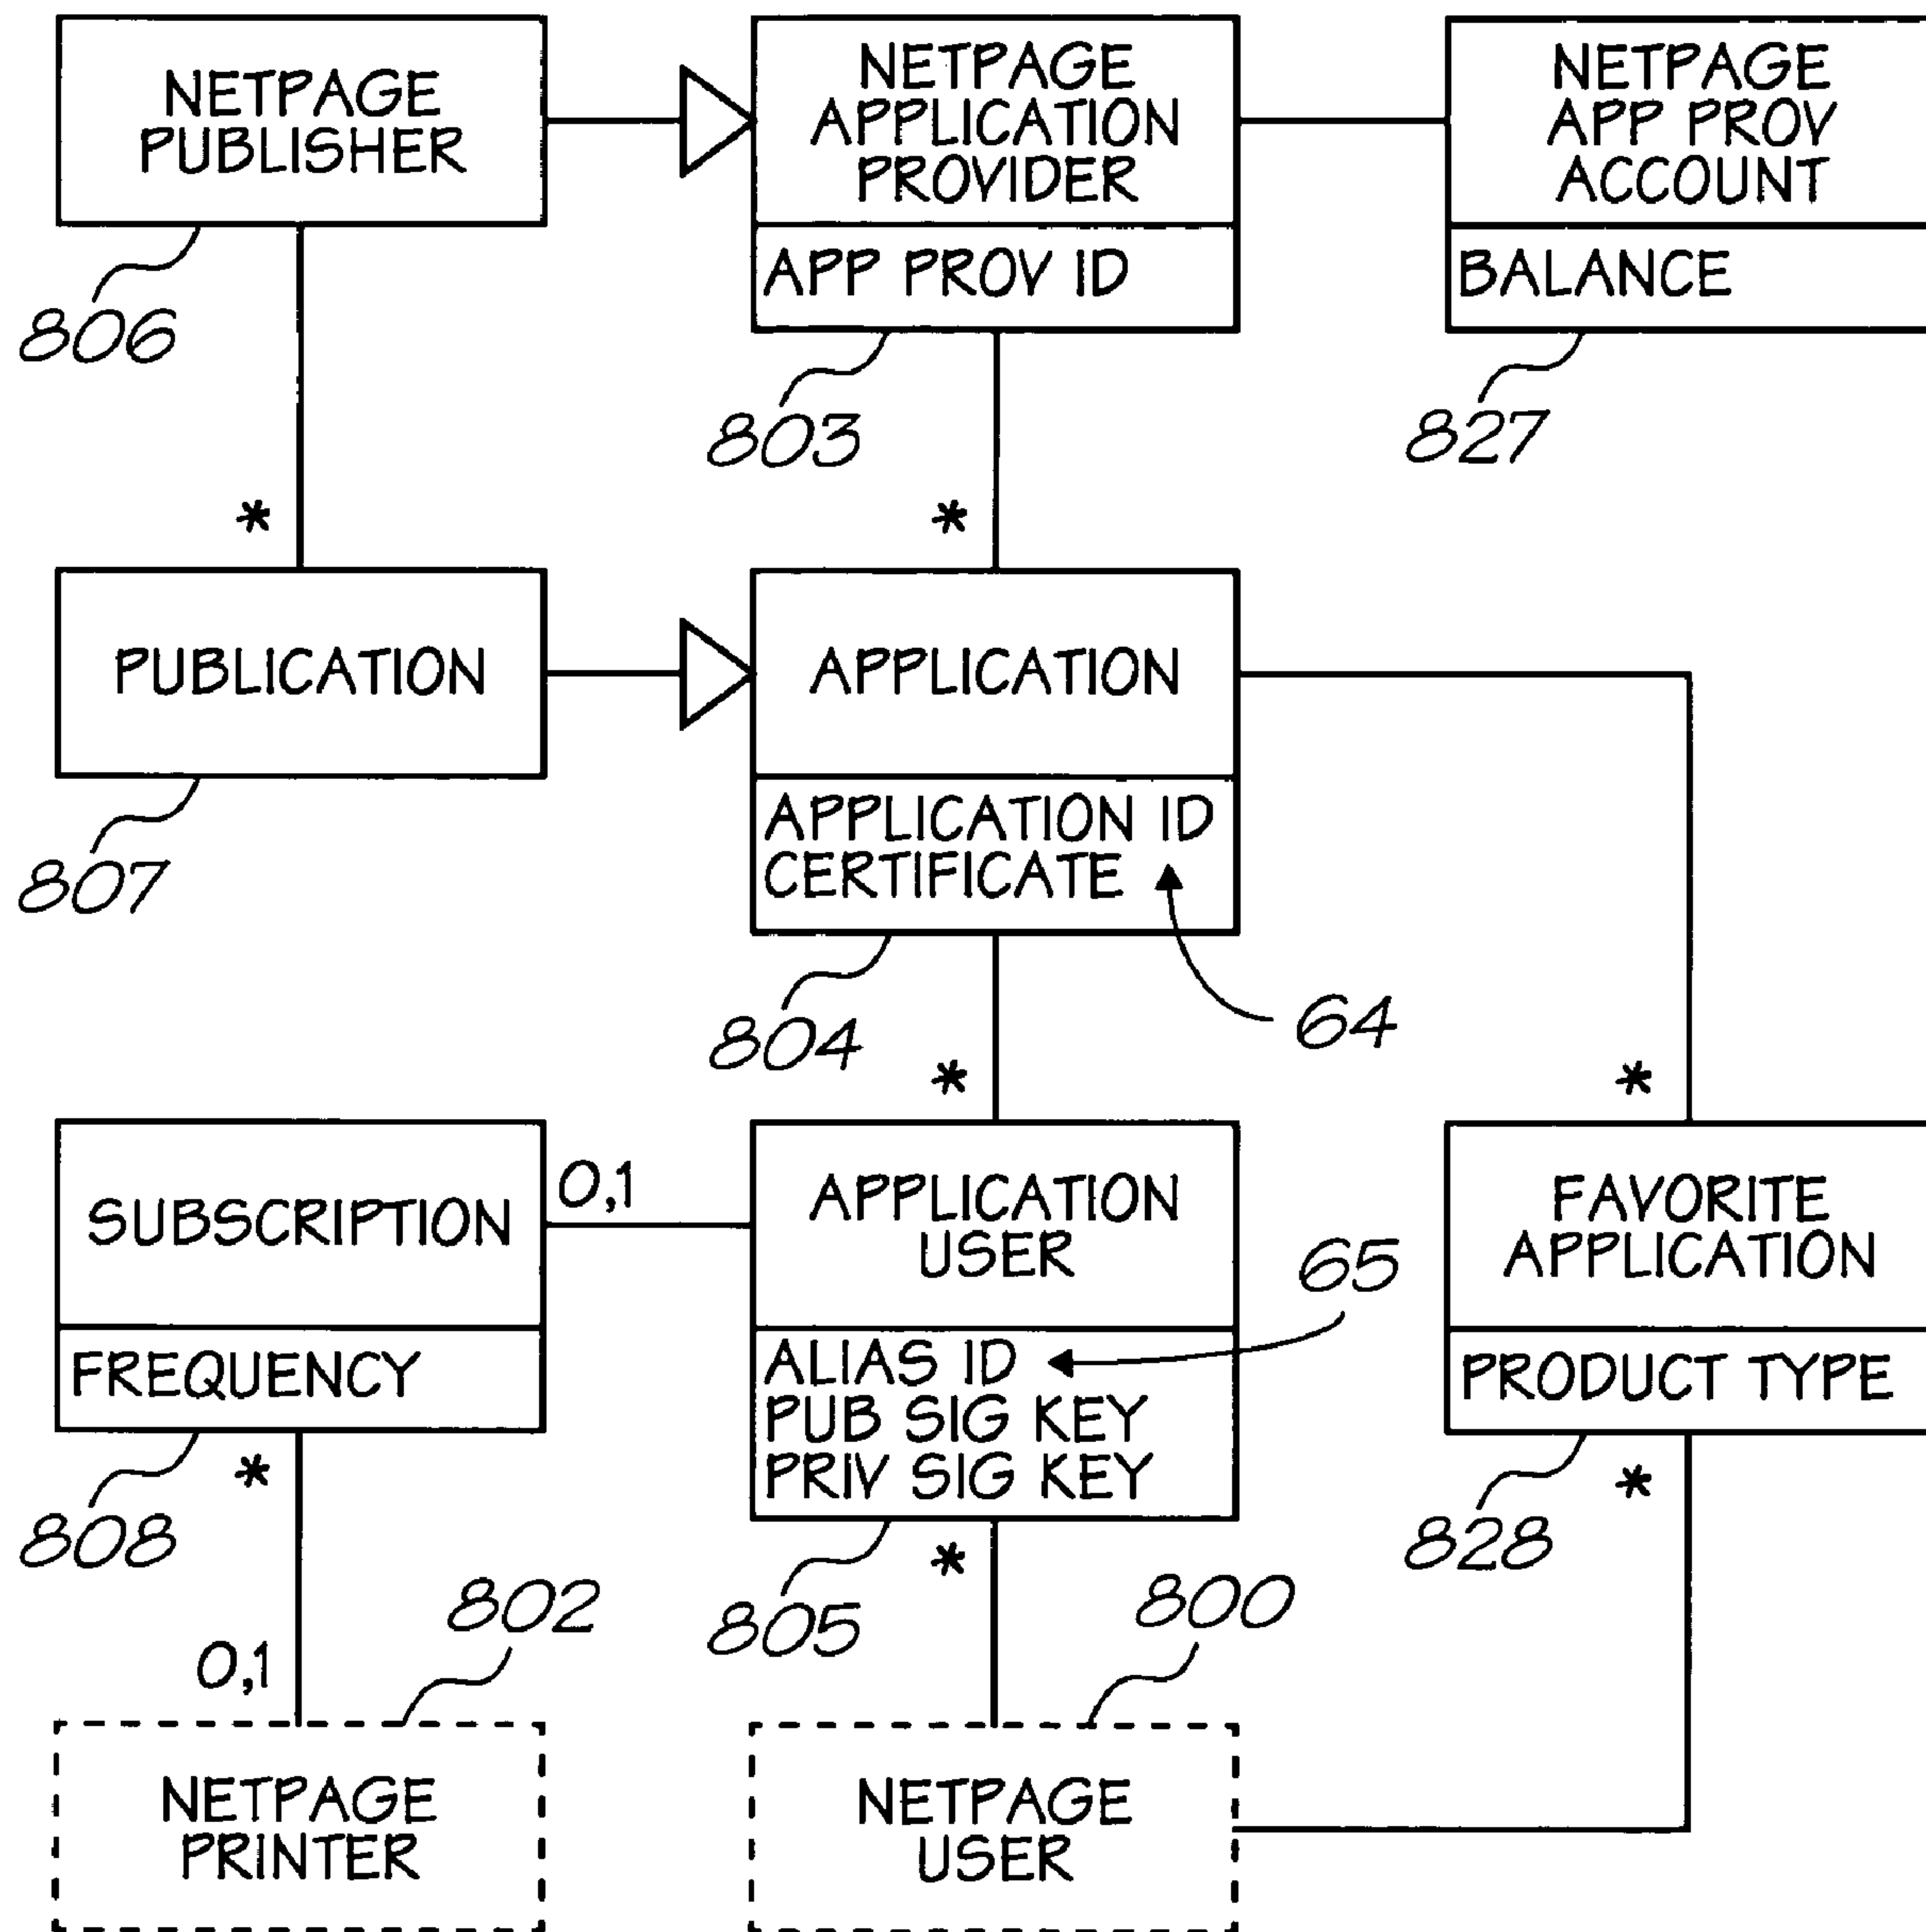 NETPAGE
PUBLISHER
NETPAGE
APPLICATION
PROVIDER
APP PROV ID
NETPAGE
APP PROV
ACCOUNT
BALANCE
806
803
827
*
*
PUBLICATION
APPLICATION
APPLICATION ID
CERTIFICATE
807
804
64
*
*
SUBSCRIPTION
FREQUENCY
0,1
APPLICATION
USER
ALIAS ID
PUB SIG KEY
PRIV SIG KEY
65
FAVORITE
APPLICATION
PRODUCT TYPE
808
*
802
805
*
800
828
*
0,1
NETPAGE
PRINTER
NETPAGE
USER